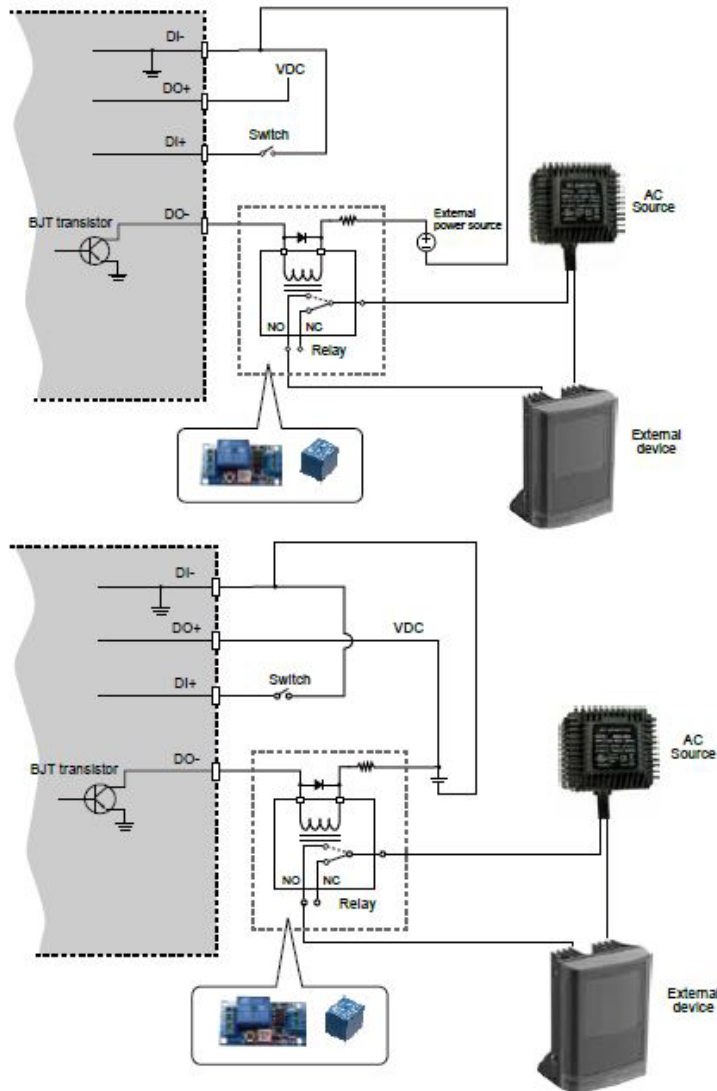 DI-
VDC
DO+
Switch
DI+
BJT transistor
DO-
External
power source
AC
Source
NO
NC
Relay
External
device
DI-
DO+
VDC
DI+
Switch
BJT transistor
DO-
AC
Source
NO
NC
Relay
External
device